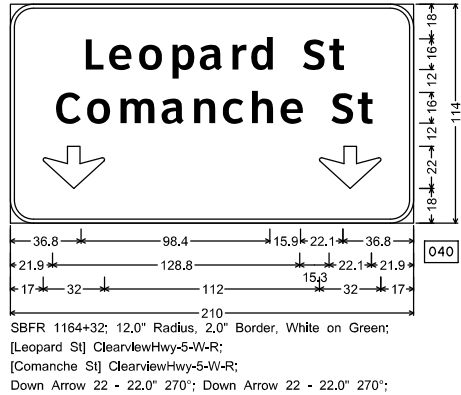 Leopard St
Comanche St
18
16
12
16
12
22
18
114
36.8 98.4 15.9 22.1 36.8
21.9 128.8 15.3 22.1 21.9
17 32 112 32 17
210
040
SBFR 1164+32; 12.0" Radius, 2.0" Border, White on Green;
[Leopard St] ClearviewHwy-5-W-R;
[Comanche St] ClearviewHwy-5-W-R;
Down Arrow 22 - 22.0" 270°; Down Arrow 22 - 22.0" 270°;